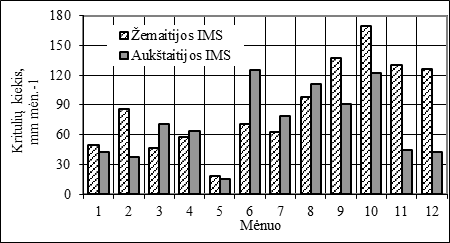 180
150
120
90
60
30
0
Kritulių kiekis,
mm mėn.-1
Žemaitijos IMS
Aukštaitijos IMS
1 2 3 4 5 6 7 8 9 10 11 12
Mėnuo